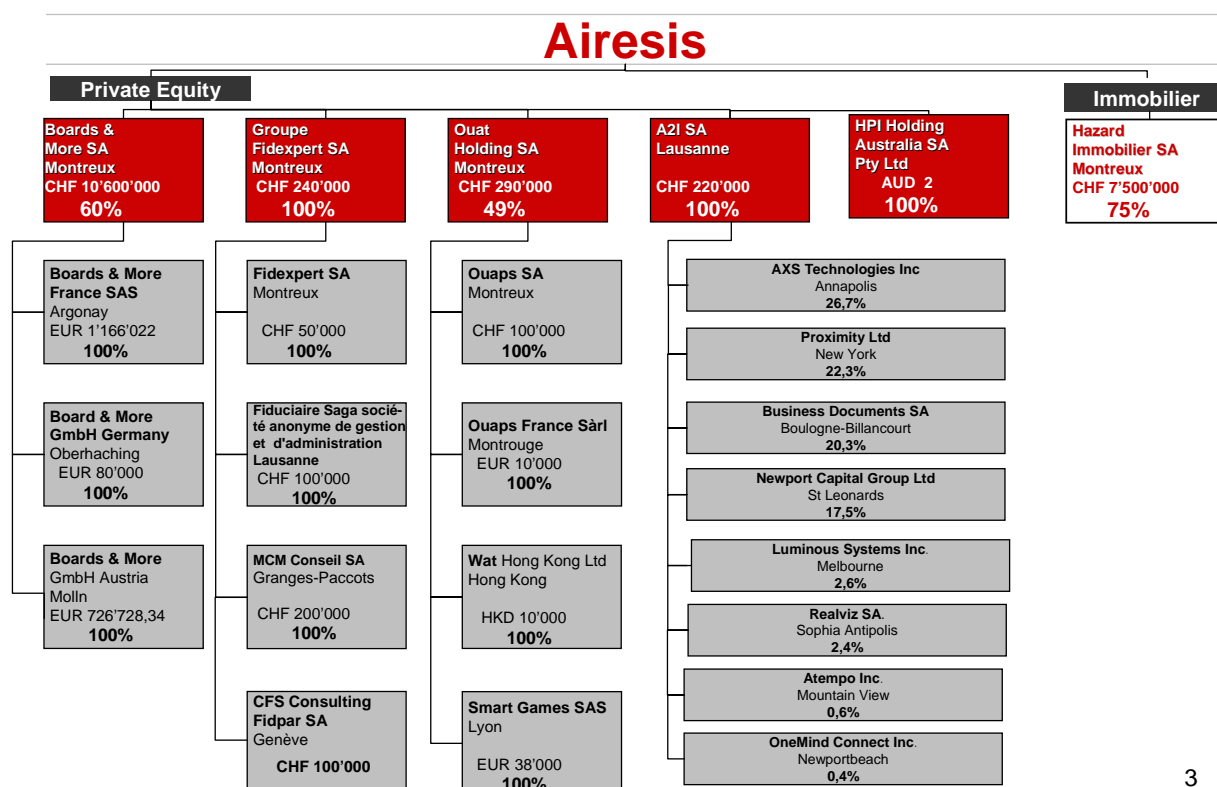 Airesis
Private Equity
Immobilier
Boards &
More SA
Montreux
CHF 10'600'000
60%
Groupe
Fidexpert SA
Montreux
CHF 240'000
100%
Ouat
Holding SA
Montreux
CHF 290'000
49%
A2I SA
Lausanne
CHF 220'000
100%
HPI Holding
Australia SA
Pty Ltd
AUD 2
100%
Hazard
Immobilier SA
Montreux
CHF 7'500'000
75%
Boards & More
France SAS
Argonay
EUR 1'166'022
100%
Board & More
GmbH Germany
Oberhaching
EUR 80'000
100%
Boards & More
GmbH Austria
Molln
EUR 726'728,34
100%
Fidexpert SA
Montreux
CHF 50'000
100%
Fiduciaire Saga socié-
té anonyme de gestion
et d'administration
Lausanne
CHF 100'000
100%
MCM Conseil SA
Granges-Paccots
CHF 200'000
100%
CFS Consulting
Fidpar SA
Genève
CHF 100'000
Ouaps SA
Montreux
CHF 100'000
100%
Ouaps France Sàrl
Montrouge
EUR 10'000
100%
Wat Hong Kong Ltd
Hong Kong
HKD 10'000
100%
Smart Games SAS
Lyon
EUR 38'000
100%
AXS Technologies Inc
Annapolis
26,7%
Proximity Ltd
New York
22,3%
Business Documents SA
Boulogne-Billancourt
20,3%
Newport Capital Group Ltd
St Leonards
17,5%
Luminous Systems Inc.
Melbourne
2,6%
Realviz SA.
Sophia Antipolis
2,4%
Atempo Inc.
Mountain View
0,6%
OneMind Connect Inc.
Newportbeach
0,4%
3